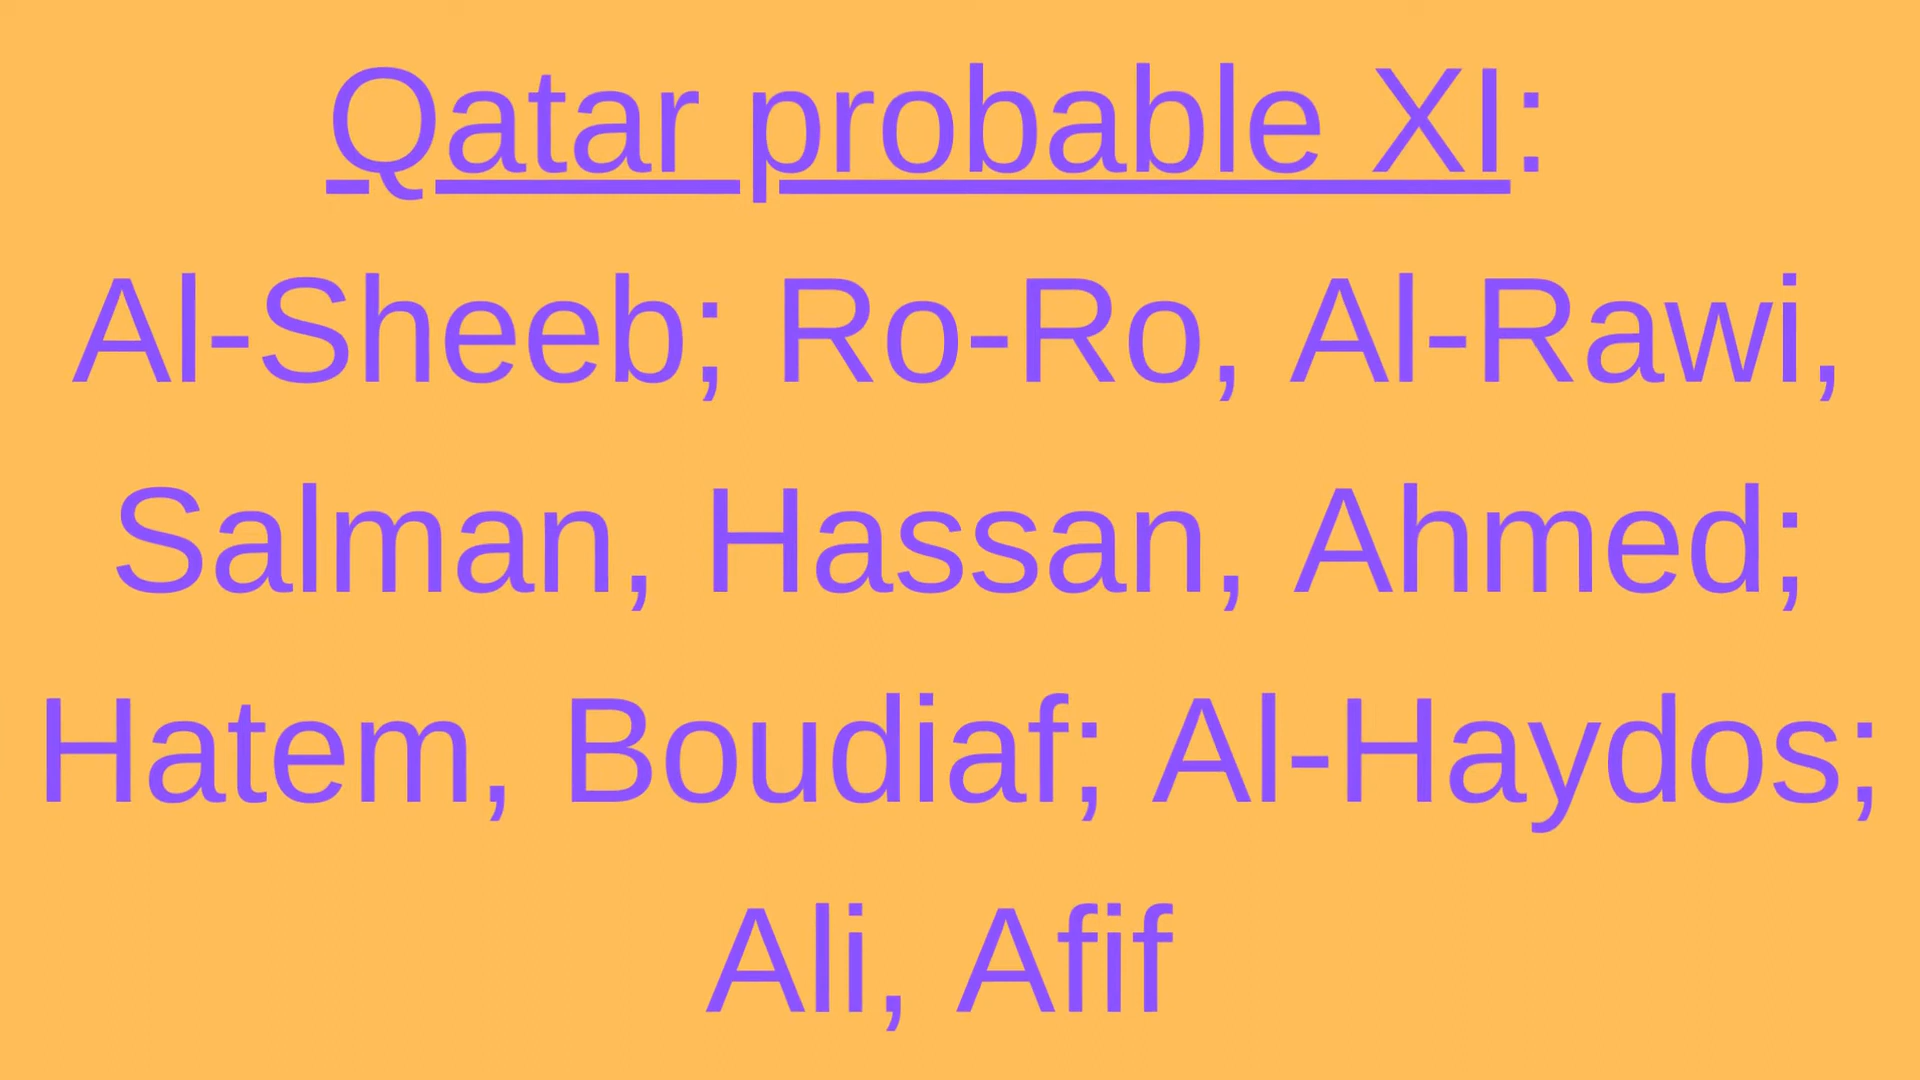 Qatar probable XI:
Al-Sheeb; Ro-Ro, Al-Rawi,
Salman, Hassan, Ahmed;
Hatem, Boudiaf; Al-Haydos;
Ali, Afif